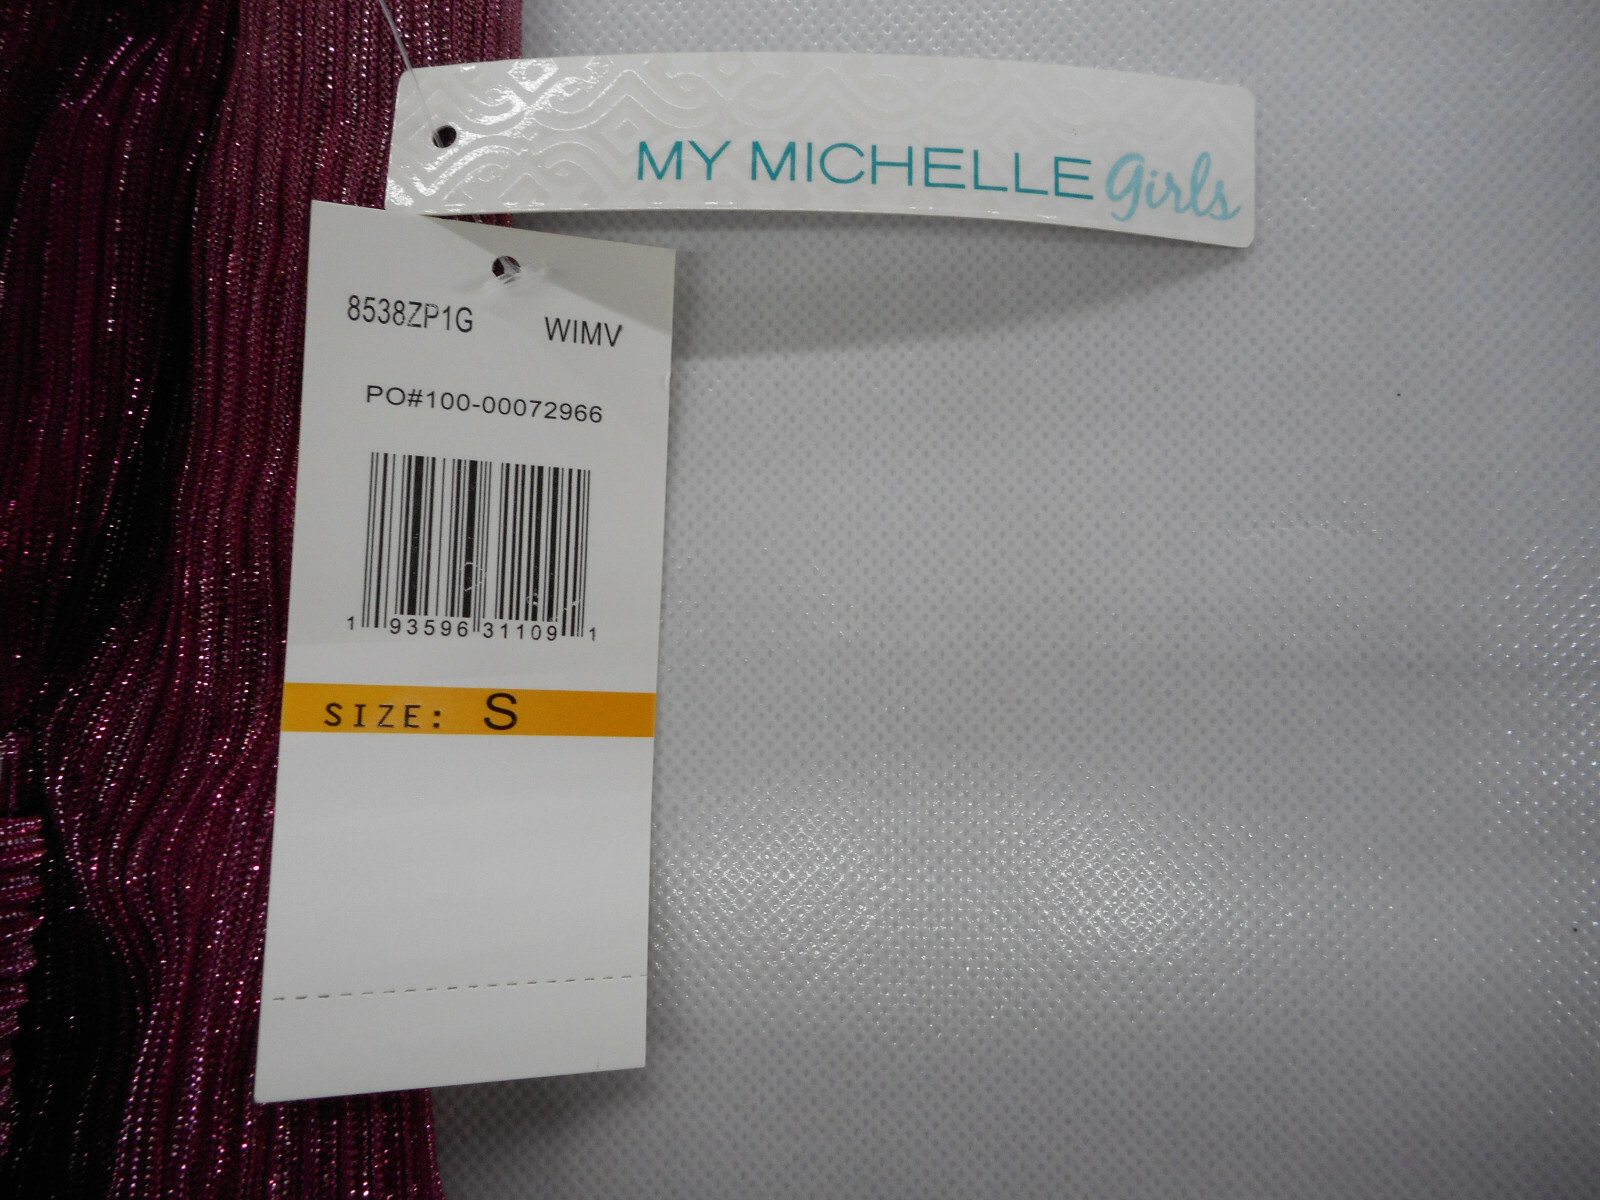 MY MICHELLE girls
8538ZP1G WIMV
PO#100-00072966
1 93596 31109 1
SIZE: S